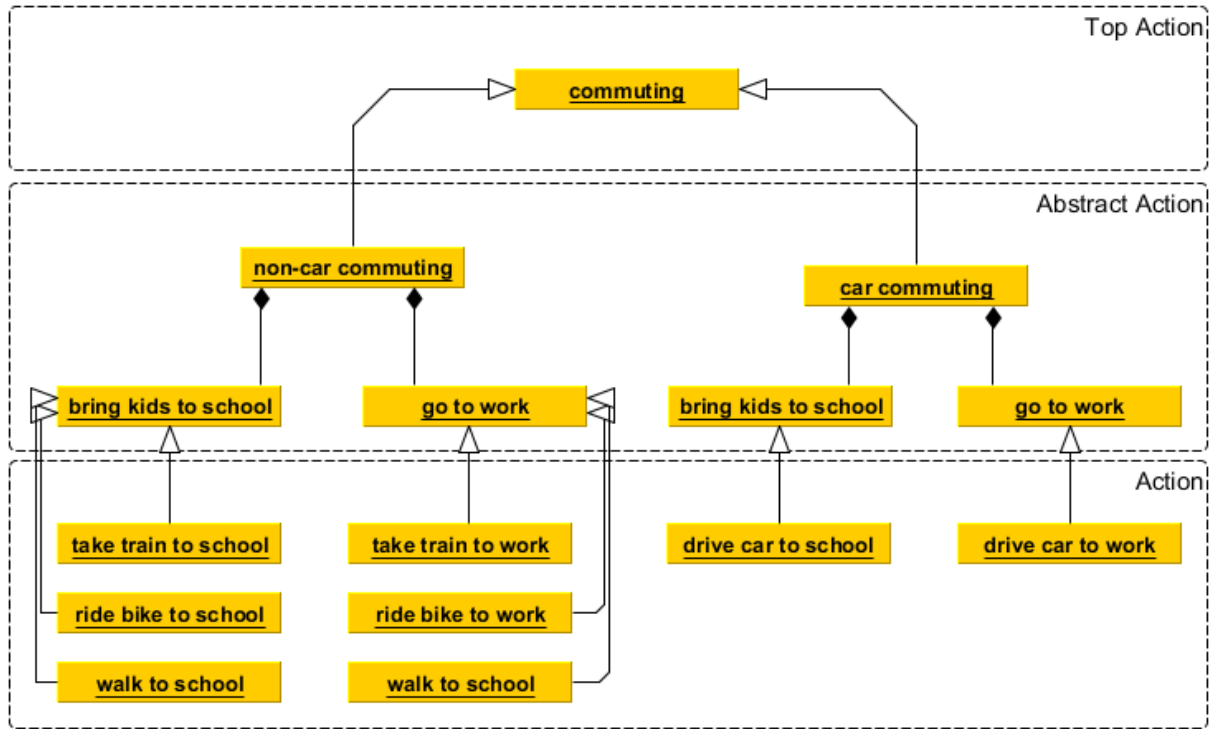 Top Action
commuting
Abstract Action
non-car commuting
car commuting
bring kids to school
go to work
bring kids to school
go to work
Action
take train to school
take train to work
drive car to school
drive car to work
ride bike to school
ride bike to work
walk to school
walk to school